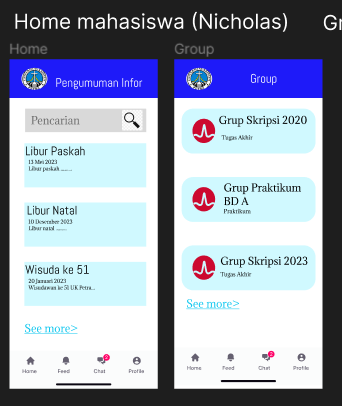 Home mahasiswa (Nicholas)
Gr
Home
Pengumuman Infor
Pencarian
Libur Paskah
13 Mei 2023
Libur paskah ........ ...
Libur Natal
10 Desember 2023
Libur natal ........
Wisuda ke 51
20 Januari 2023
Wisudawan ke 51 UK Petra...
See more>
Home
Feed
Chat
Profile
Group
Group
Grup Skripsi 2020
Tugas Akhir
Grup Praktikum
BD A
Praktikum
Grup Skripsi 2023
Tugas Akhir
See more>
Home
Feed
Chat
Profile